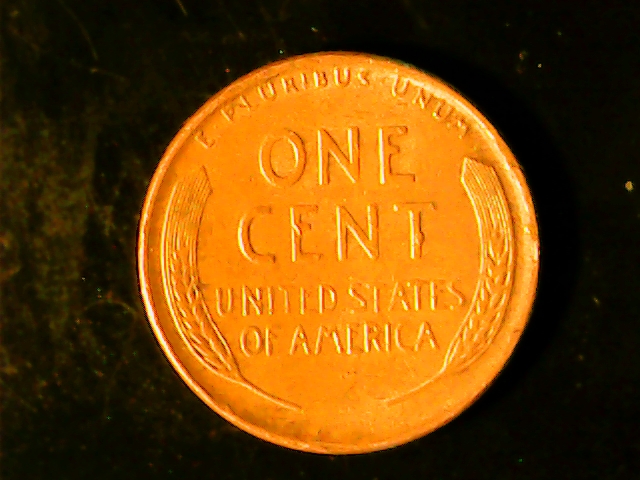 E PLURIBUS UNUM
ONE
CENT
UNITED STATES
OF AMERICA